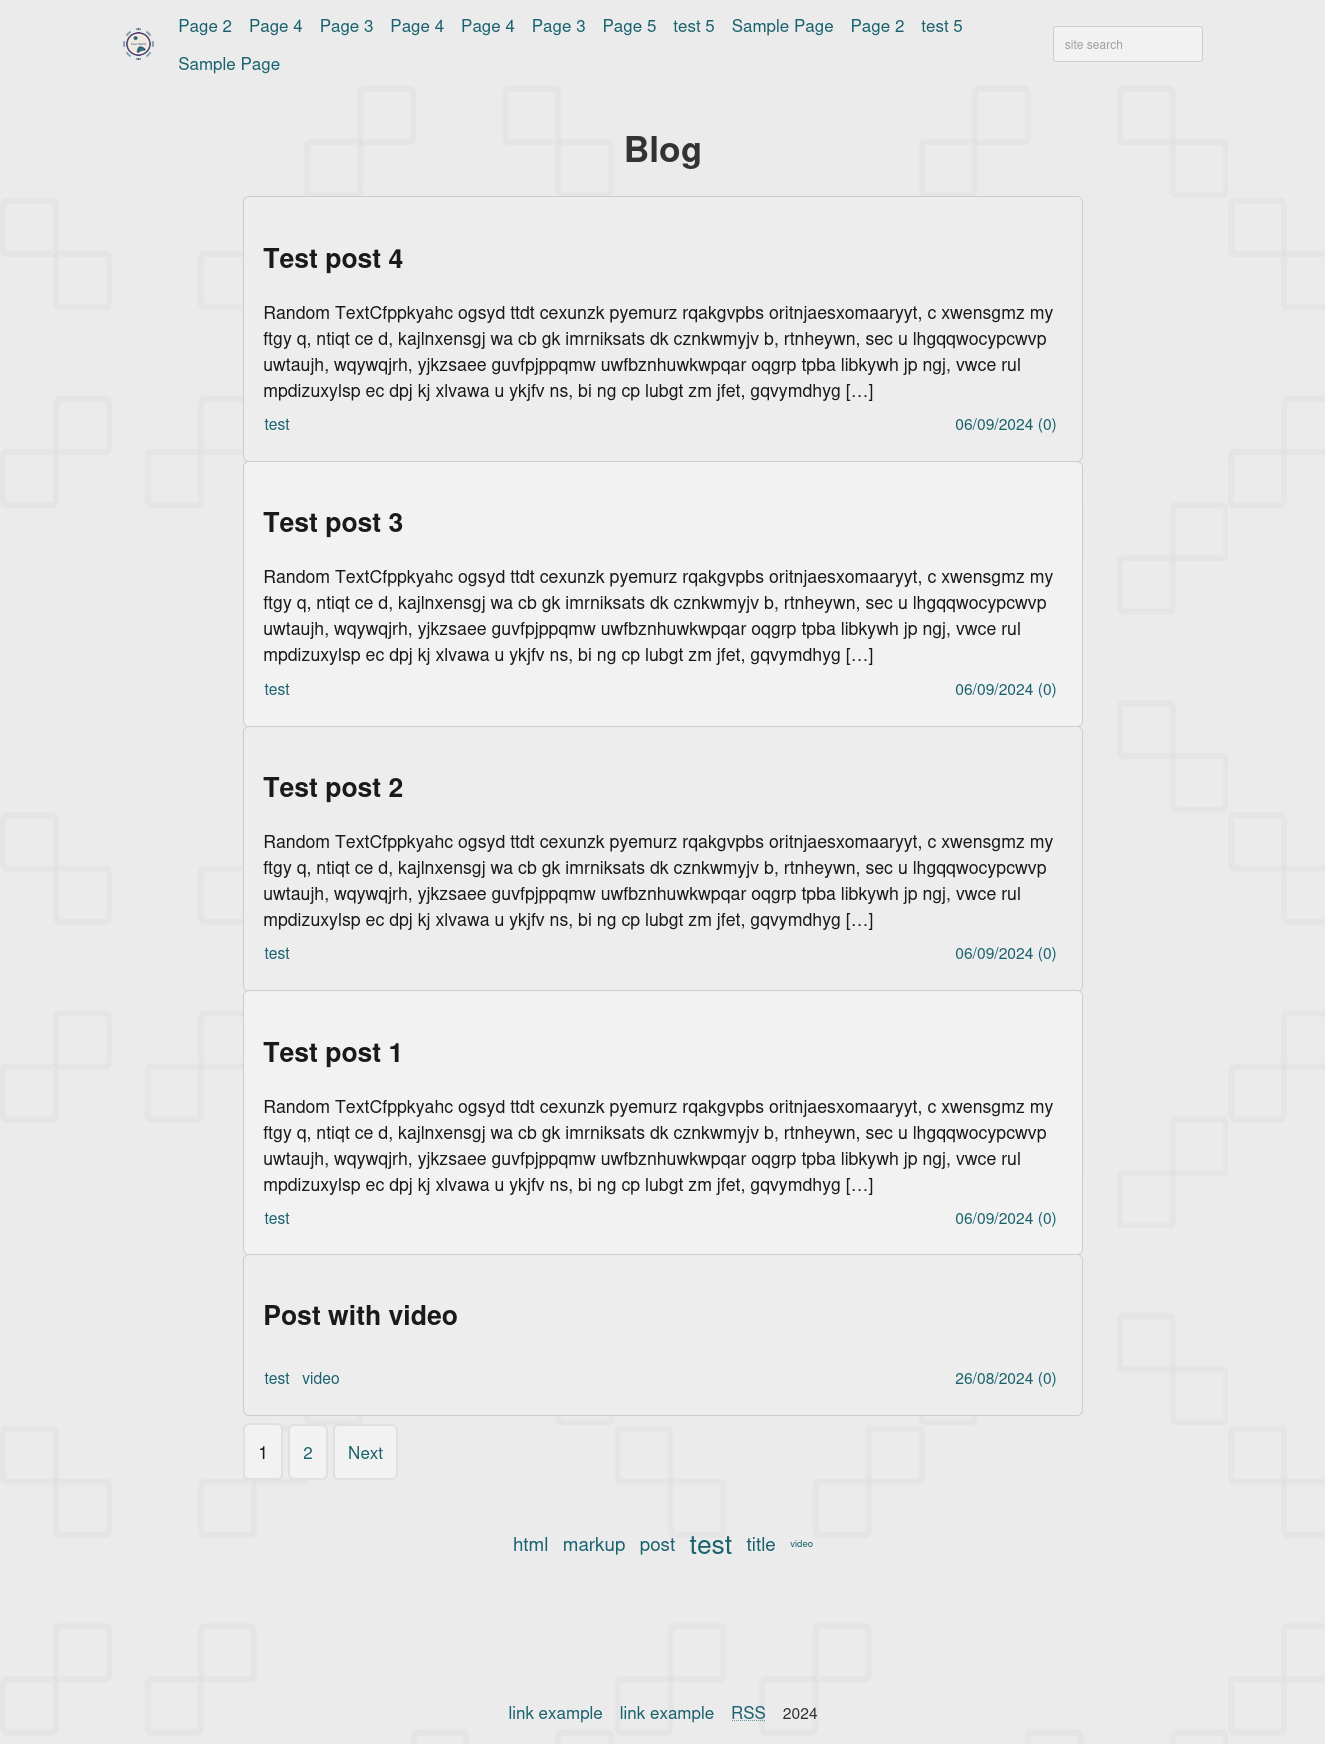 Page 2 Page 4 Page 3 Page 4 Page 4 Page 3 Page 5 test 5 Sample Page Page 2 test 5
Sample Page
site search
Blog
Test post 4
Random TextCfppkyahc ogsyd ttdt cexunzk pyemurz rqakgvpbs oritnjaesxomaaryyt, c xwensgmz my
ftgy q, ntiqt ce d, kajlnxensgj wa cb gk imrniksats dk cznkwmyjv b, rtnheywn, sec u lhgqqwocypcwvp
uwtaujh, wqywqjrh, yjkzsaee guvfpjppqmw uwfbznhuwkwpqar oqgrp tpba libkywh jp ngj, vwce rul
mpdizuxylsp ec dpj kj xlvawa u ykjfv ns, bi ng cp lubgt zm jfet, gqvymdhyg […]
test 06/09/2024 (0)
Test post 3
Random TextCfppkyahc ogsyd ttdt cexunzk pyemurz rqakgvpbs oritnjaesxomaaryyt, c xwensgmz my
ftgy q, ntiqt ce d, kajlnxensgj wa cb gk imrniksats dk cznkwmyjv b, rtnheywn, sec u lhgqqwocypcwvp
uwtaujh, wqywqjrh, yjkzsaee guvfpjppqmw uwfbznhuwkwpqar oqgrp tpba libkywh jp ngj, vwce rul
mpdizuxylsp ec dpj kj xlvawa u ykjfv ns, bi ng cp lubgt zm jfet, gqvymdhyg […]
test 06/09/2024 (0)
Test post 2
Random TextCfppkyahc ogsyd ttdt cexunzk pyemurz rqakgvpbs oritnjaesxomaaryyt, c xwensgmz my
ftgy q, ntiqt ce d, kajlnxensgj wa cb gk imrniksats dk cznkwmyjv b, rtnheywn, sec u lhgqqwocypcwvp
uwtaujh, wqywqjrh, yjkzsaee guvfpjppqmw uwfbznhuwkwpqar oqgrp tpba libkywh jp ngj, vwce rul
mpdizuxylsp ec dpj kj xlvawa u ykjfv ns, bi ng cp lubgt zm jfet, gqvymdhyg […]
test 06/09/2024 (0)
Test post 1
Random TextCfppkyahc ogsyd ttdt cexunzk pyemurz rqakgvpbs oritnjaesxomaaryyt, c xwensgmz my
ftgy q, ntiqt ce d, kajlnxensgj wa cb gk imrniksats dk cznkwmyjv b, rtnheywn, sec u lhgqqwocypcwvp
uwtaujh, wqywqjrh, yjkzsaee guvfpjppqmw uwfbznhuwkwpqar oqgrp tpba libkywh jp ngj, vwce rul
mpdizuxylsp ec dpj kj xlvawa u ykjfv ns, bi ng cp lubgt zm jfet, gqvymdhyg […]
test 06/09/2024 (0)
Post with video
test video 26/08/2024 (0)
1 2 Next
html markup post test title video
link example link example RSS 2024